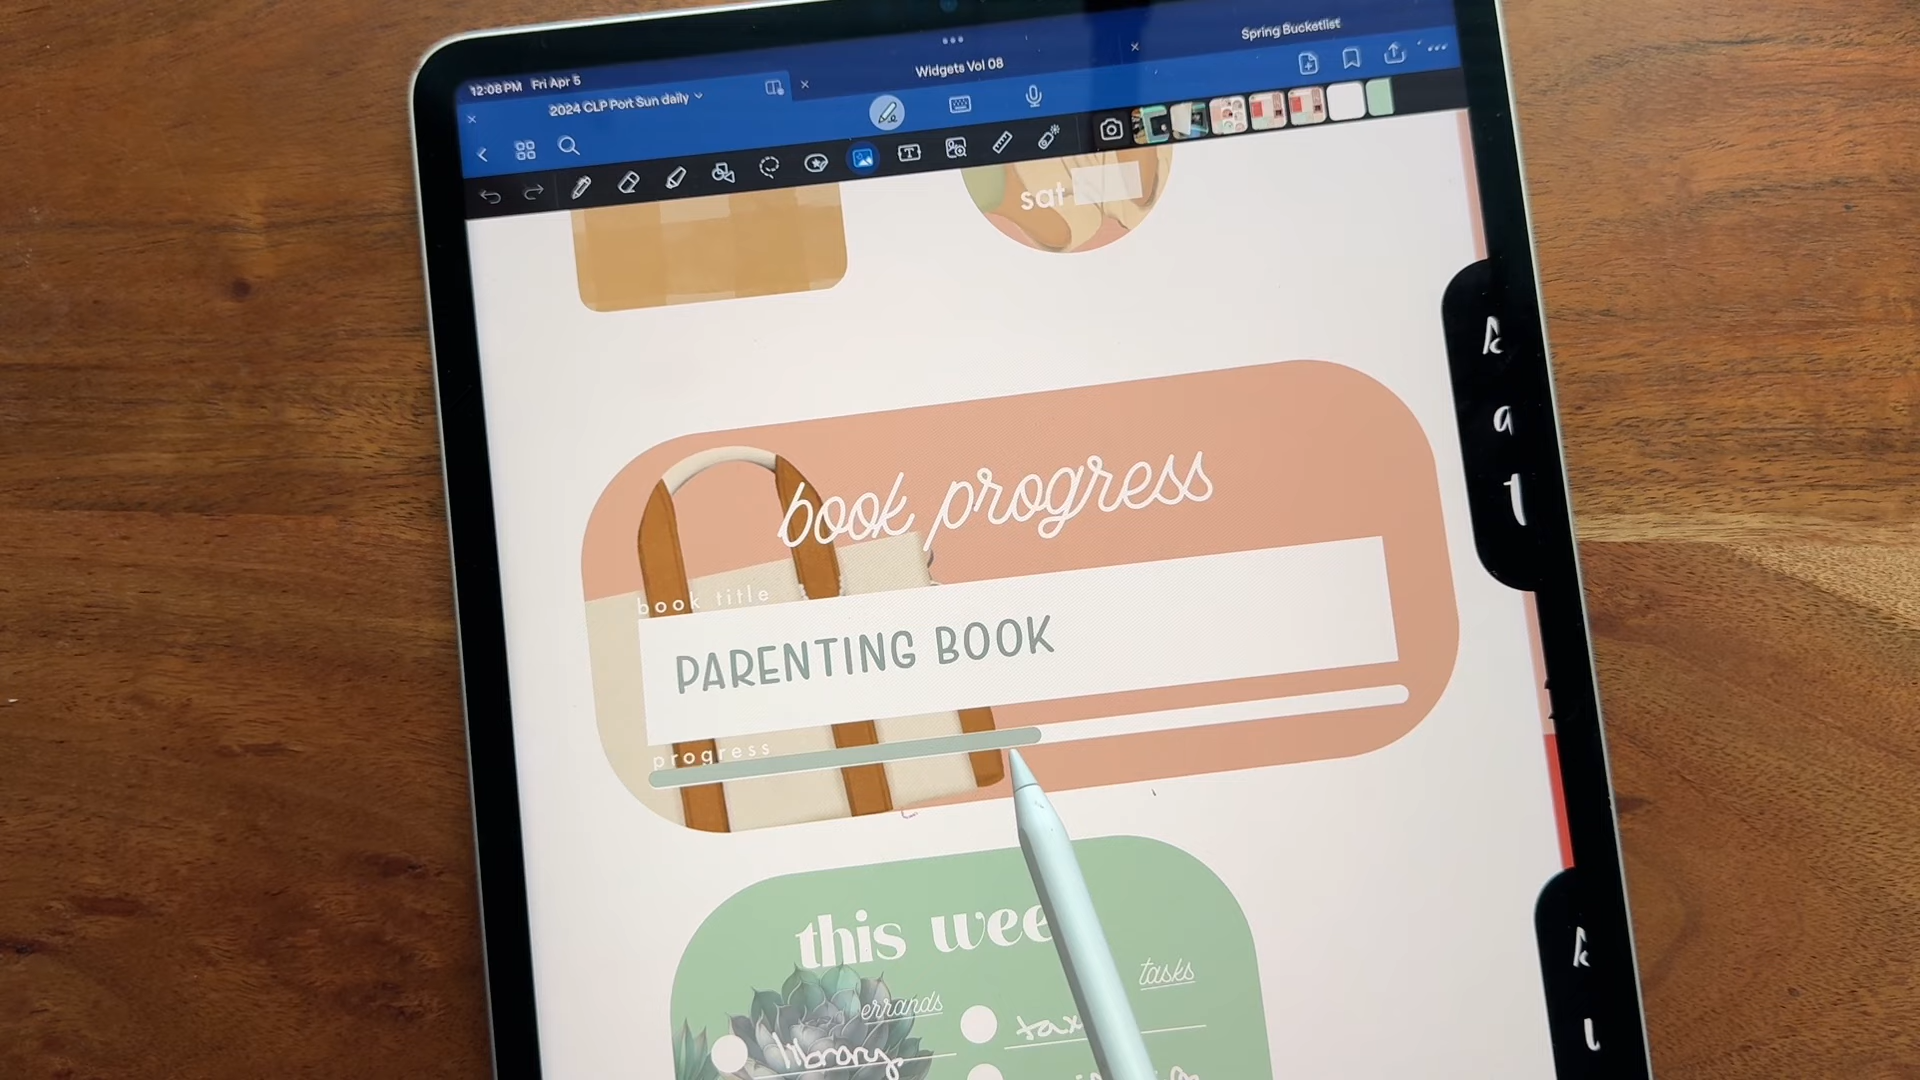 12:08 PM Fri Apr 5
2024 CLP Port Sun daily
Widgets Vol 08
Spring Bucketlist
sat
book progress
book title
PARENTING BOOK
progress
this wee
errands
tasks
library
tax